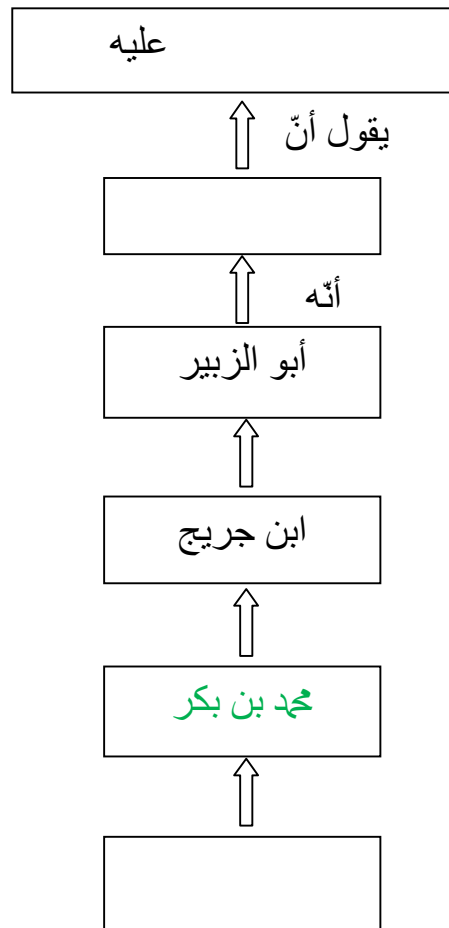 عليه
يقول أنّ
أنّه
أبو الزبير
ابن جريج
محمد بن بكر